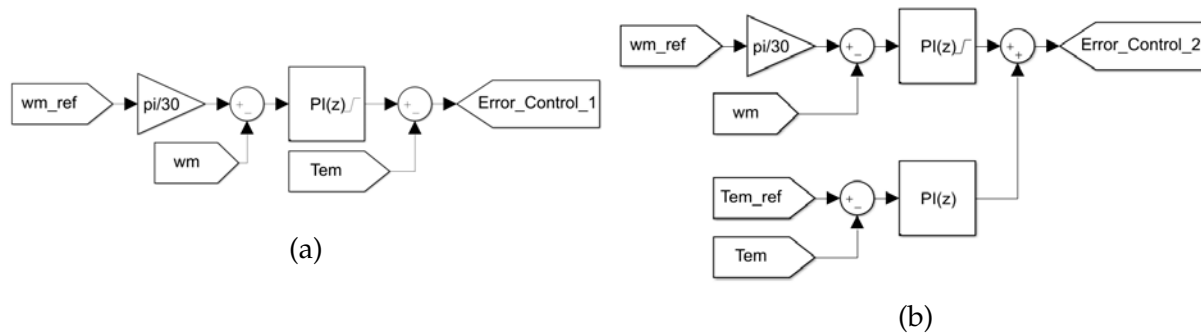 wm_ref
pi/30
+
−
PI(z)
+
−
Error_Control_1
wm
Tem
(a)
wm_ref
pi/30
+
−
PI(z)
+
+
Error_Control_2
wm
Tem_ref
+
−
PI(z)
Tem
(b)